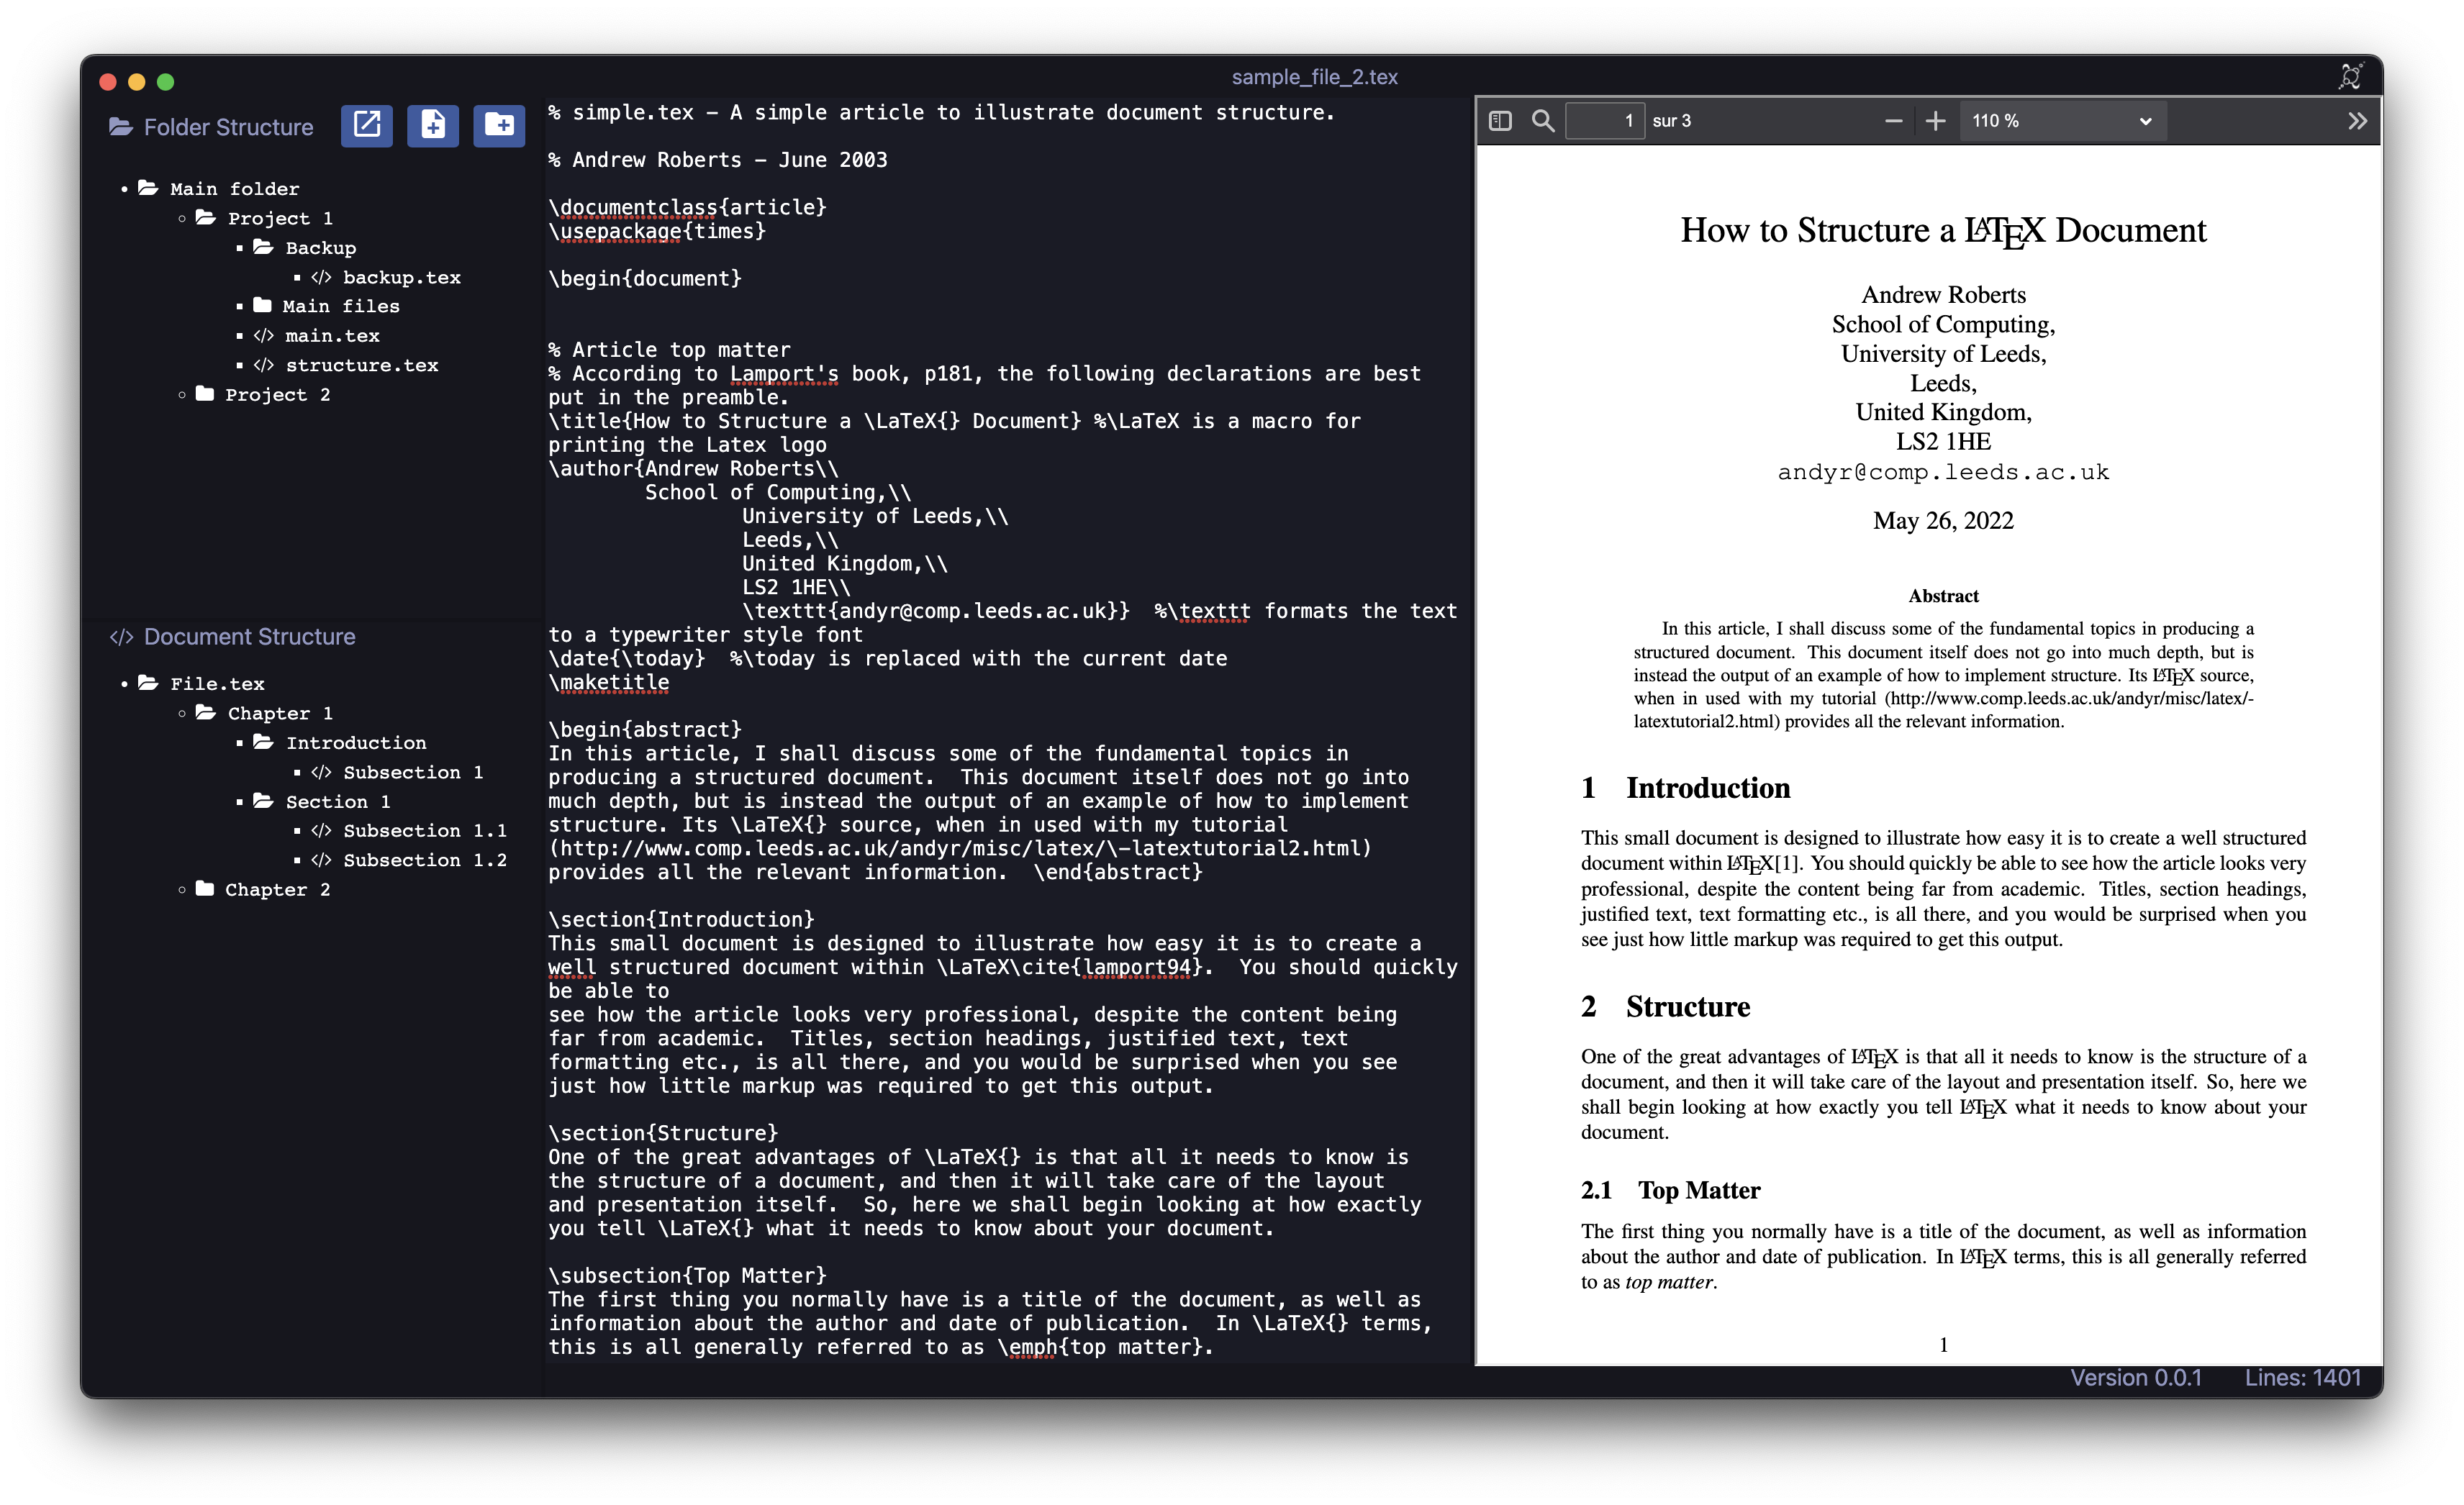 sample_file_2.tex
Folder Structure
Main folder
Project 1
Backup
</> backup.tex
Main files
</> main.tex
</> structure.tex
Project 2
</> Document Structure
File.tex
Chapter 1
Introduction
</> Subsection 1
Section 1
</> Subsection 1.1
</> Subsection 1.2
Chapter 2
% simple.tex – A simple article to illustrate document structure.
% Andrew Roberts – June 2003
\documentclass{article}
\usepackage{times}
\begin{document}
% Article top matter
% According to Lamport's book, p181, the following declarations are best
put in the preamble.
\title{How to Structure a \LaTeX{} Document} %\LaTeX is a macro for
printing the Latex logo
\author{Andrew Roberts\\
School of Computing,\\
University of Leeds,\\
Leeds,\\
United Kingdom,\\
LS2 1HE\\
\texttt{andyr@comp.leeds.ac.uk}}  %\texttt formats the text
to a typewriter style font
\date{\today}  %\today is replaced with the current date
\maketitle
\begin{abstract}
In this article, I shall discuss some of the fundamental topics in
producing a structured document.  This document itself does not go into
much depth, but is instead the output of an example of how to implement
structure. Its \LaTeX{} source, when in used with my tutorial
(http://www.comp.leeds.ac.uk/andyr/misc/latex/\-latextutorial2.html)
provides all the relevant information.  \end{abstract}
\section{Introduction}
This small document is designed to illustrate how easy it is to create a
well structured document within \LaTeX\cite{lamport94}.  You should quickly
be able to
see how the article looks very professional, despite the content being
far from academic.  Titles, section headings, justified text, text
formatting etc., is all there, and you would be surprised when you see
just how little markup was required to get this output.
\section{Structure}
One of the great advantages of \LaTeX{} is that all it needs to know is
the structure of a document, and then it will take care of the layout
and presentation itself.  So, here we shall begin looking at how exactly
you tell \LaTeX{} what it needs to know about your document.
\subsection{Top Matter}
The first thing you normally have is a title of the document, as well as
information about the author and date of publication.  In \LaTeX{} terms,
this is all generally referred to as \emph{top matter}.
1 sur 3
110 %
How to Structure a LATEX Document
Andrew Roberts
School of Computing,
University of Leeds,
Leeds,
United Kingdom,
LS2 1HE
andyr@comp.leeds.ac.uk
May 26, 2022
Abstract
In this article, I shall discuss some of the fundamental topics in producing a
structured document. This document itself does not go into much depth, but is
instead the output of an example of how to implement structure. Its LATEX source,
when in used with my tutorial (http://www.comp.leeds.ac.uk/andyr/misc/latex/-
latextutorial2.html) provides all the relevant information.
1 Introduction
This small document is designed to illustrate how easy it is to create a well structured
document within LATEX[1]. You should quickly be able to see how the article looks very
professional, despite the content being far from academic. Titles, section headings,
justified text, text formatting etc., is all there, and you would be surprised when you
see just how little markup was required to get this output.
2 Structure
One of the great advantages of LATEX is that all it needs to know is the structure of a
document, and then it will take care of the layout and presentation itself. So, here we
shall begin looking at how exactly you tell LATEX what it needs to know about your
document.
2.1 Top Matter
The first thing you normally have is a title of the document, as well as information
about the author and date of publication. In LATEX terms, this is all generally referred
to as top matter.
1
Version 0.0.1 Lines: 1401